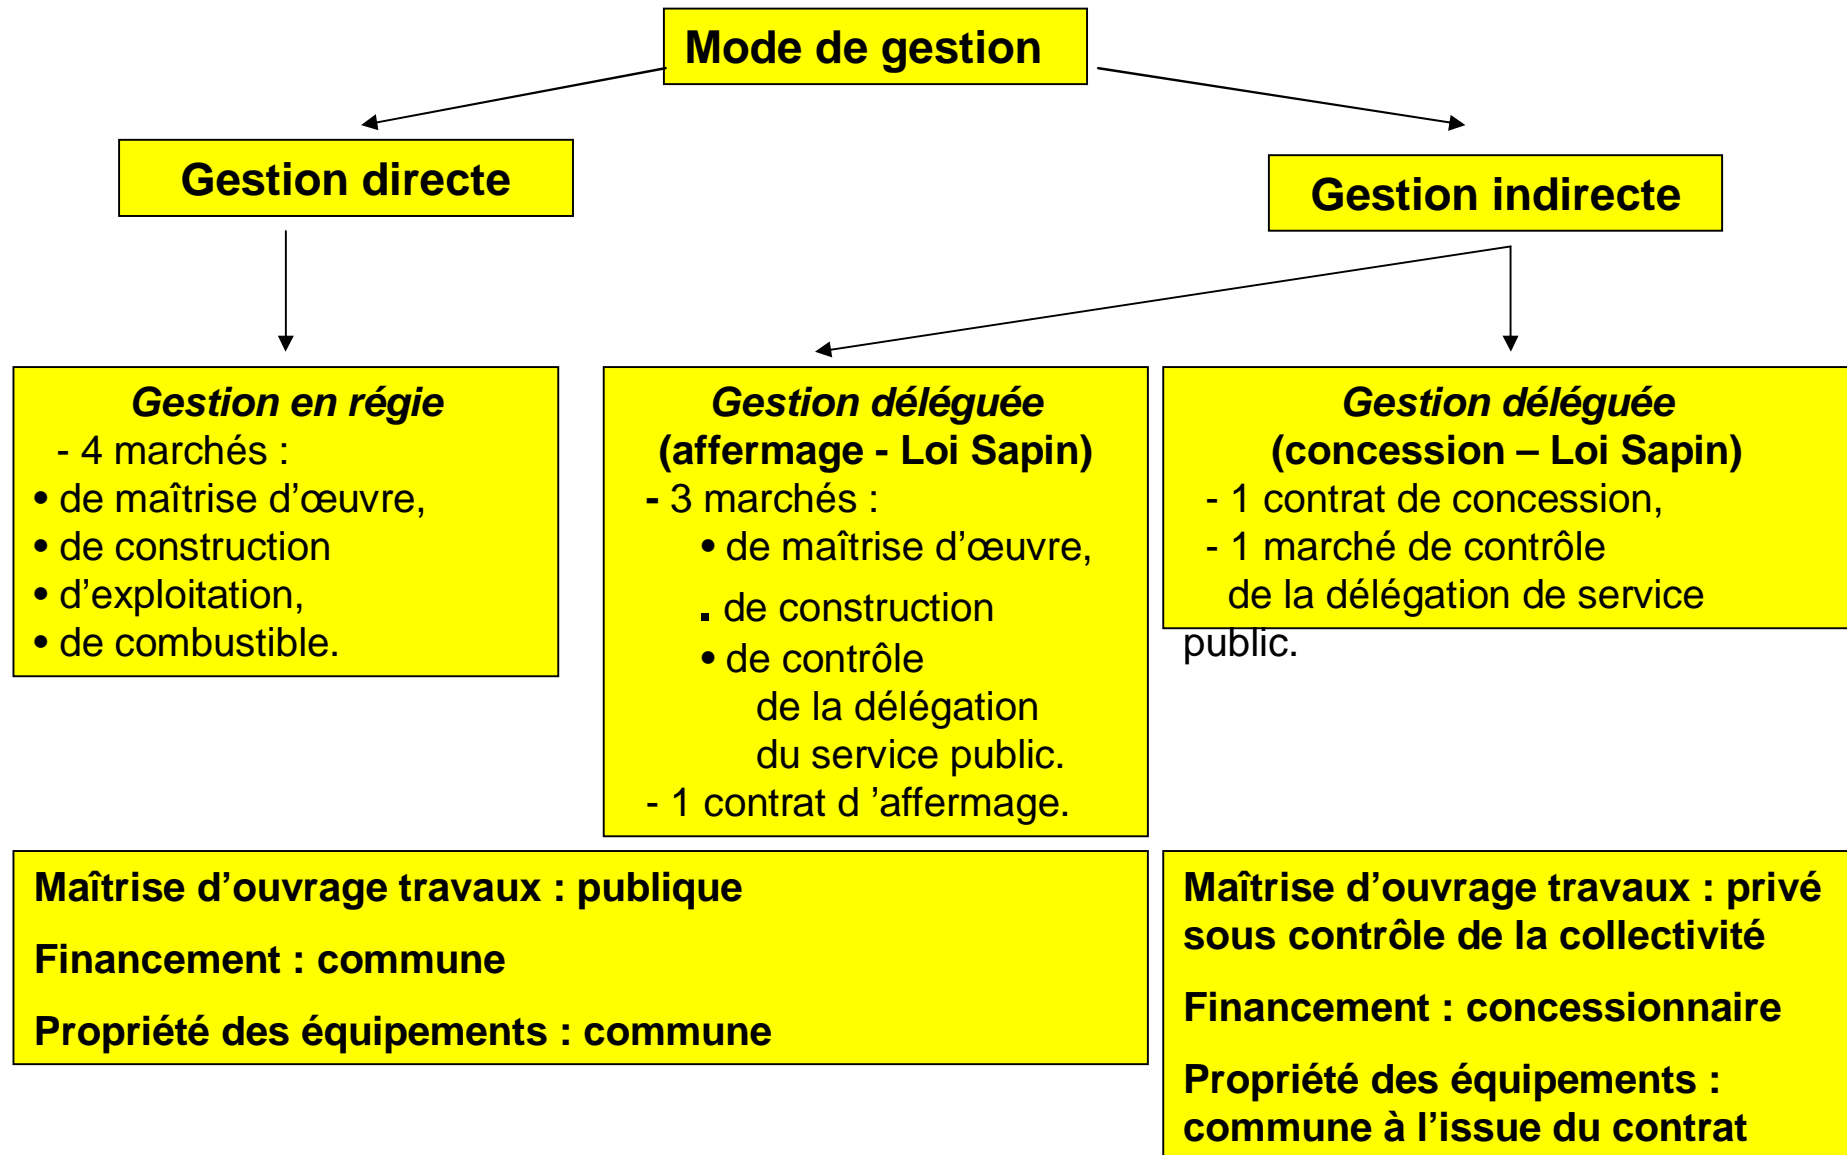 Mode de gestion
Gestion directe
Gestion indirecte
Gestion en régie
- 4 marchés :
• de maîtrise d’œuvre,
• de construction
• d'exploitation,
• de combustible.
Gestion déléguée
(affermage - Loi Sapin)
- 3 marchés :
• de maîtrise d’œuvre,
. de construction
• de contrôle
de la délégation
du service public.
- 1 contrat d ’affermage.
Gestion déléguée
(concession – Loi Sapin)
- 1 contrat de concession,
- 1 marché de contrôle
de la délégation de service
public.
Maîtrise d’ouvrage travaux : publique
Financement : commune
Propriété des équipements : commune
Maîtrise d’ouvrage travaux : privé
sous contrôle de la collectivité
Financement : concessionnaire
Propriété des équipements :
commune à l’issue du contrat